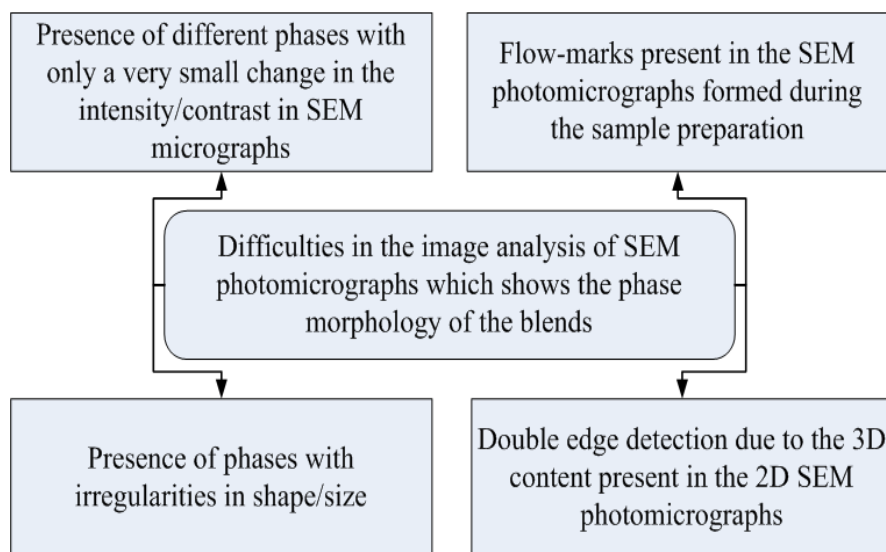 Presence of different phases with
only a very small change in the
intensity/contrast in SEM
micrographs
Flow-marks present in the SEM
photomicrographs formed during
the sample preparation
Difficulties in the image analysis of SEM
photomicrographs which shows the phase
morphology of the blends
Presence of phases with
irregularities in shape/size
Double edge detection due to the 3D
content present in the 2D SEM
photomicrographs